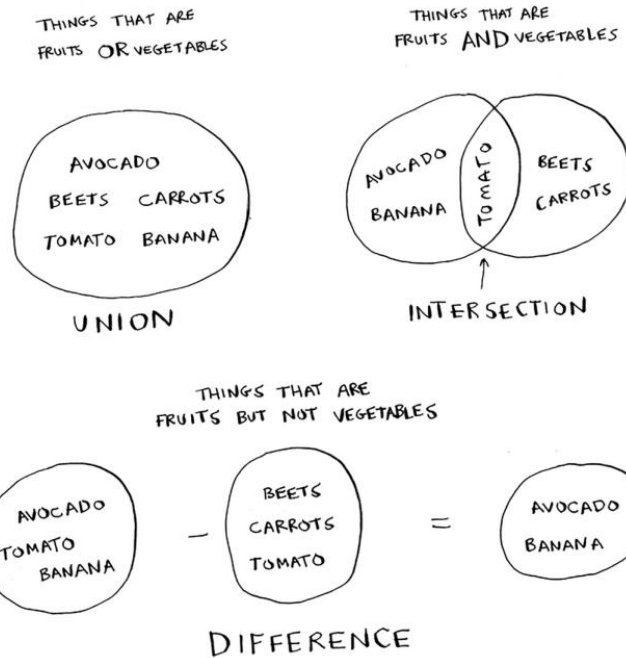 THINGS THAT ARE
FRUITS OR VEGETABLES
AVOCADO
BEETS CARROTS
TOMATO BANANA
UNION
THINGS THAT ARE
FRUITS AND VEGETABLES
AVOCADO
BANANA
TOMATO
BEETS
CARROTS
INTERSECTION
THINGS THAT ARE
FRUITS BUT NOT VEGETABLES
AVOCADO
TOMATO
BANANA
-
BEETS
CARROTS
TOMATO
=
AVOCADO
BANANA
DIFFERENCE